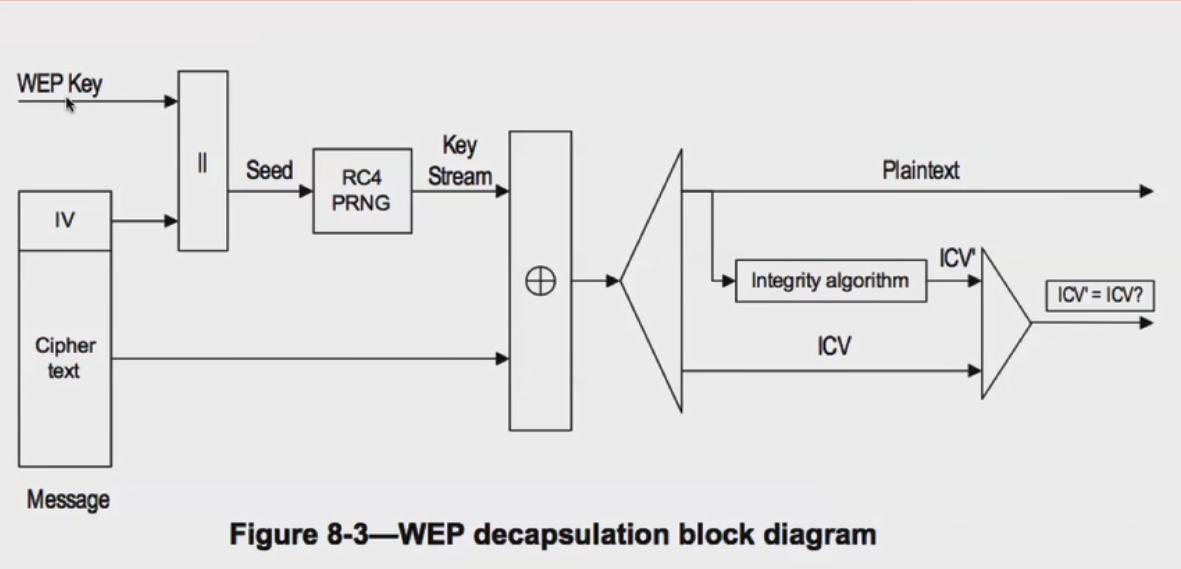 WEP Key
||
Seed
RC4
PRNG
Key
Stream
Plaintext
IV
Integrity algorithm
ICV'
ICV' = ICV?
Cipher
text
ICV
Message
Figure 8-3—WEP decapsulation block diagram